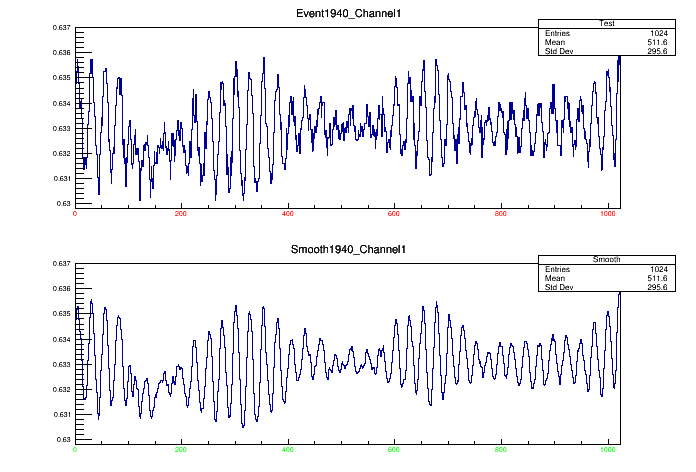 Event1940_Channel1
Test
Entries 1024
Mean 511.6
Std Dev 295.6
0.637
0.636
0.635
0.634
0.633
0.632
0.631
0.63
0 200 400 600 800 1000
Smooth1940_Channel1
Smooth
Entries 1024
Mean 511.6
Std Dev 295.6
0.637
0.636
0.635
0.634
0.633
0.632
0.631
0.63
0 200 400 600 800 1000